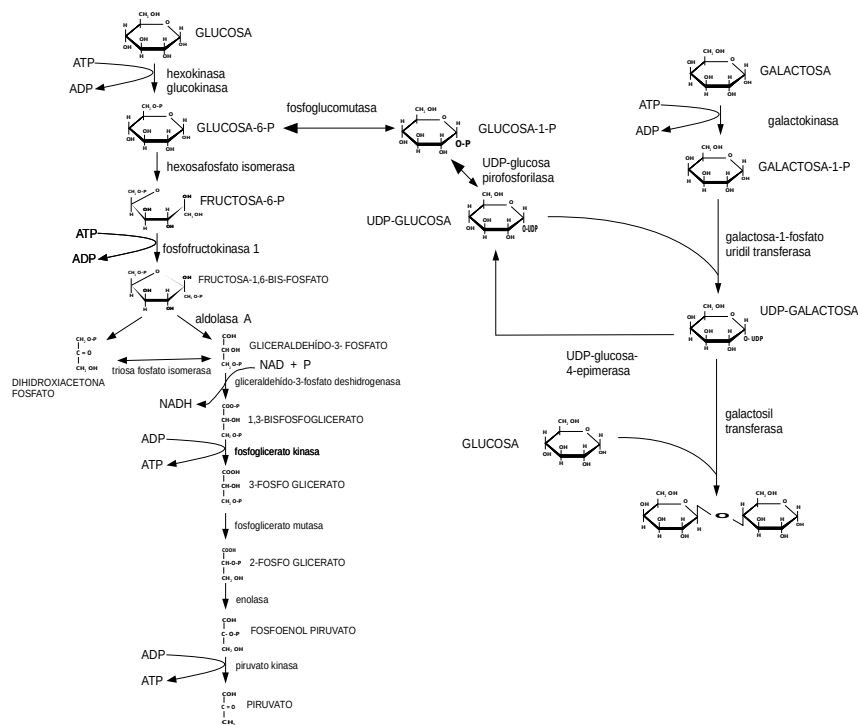 GLUCOSA
ATP
ADP
hexokinasa
glucokinasa
GLUCOSA-6-P
fosfoglucomutasa
GLUCOSA-1-P
O-P
hexosafosfato isomerasa
UDP-glucosa
pirofosforilasa
FRUCTOSA-6-P
UDP-GLUCOSA
O-UDP
ATP
ADP
fosfofructokinasa 1
FRUCTOSA-1,6-BIS-FOSFATO
aldolasa A
DIHIDROXIACETONA
FOSFATO
triosa fosfato isomerasa
GLICERALDEHÍDO-3- FOSFATO
NAD + P
gliceraldehído-3-fosfato deshidrogenasa
NADH
1,3-BISFOSFOGLICERATO
ADP
ATP
fosfoglicerato kinasa
3-FOSFO GLICERATO
fosfoglicerato mutasa
2-FOSFO GLICERATO
enolasa
FOSFOENOL PIRUVATO
ADP
ATP
piruvato kinasa
PIRUVATO
GALACTOSA
ATP
ADP
galactokinasa
GALACTOSA-1-P
galactosa-1-fosfato
uridil transferasa
UDP-GALACTOSA
O- UDP
UDP-glucosa-
4-epimerasa
galactosil
transferasa
GLUCOSA
O